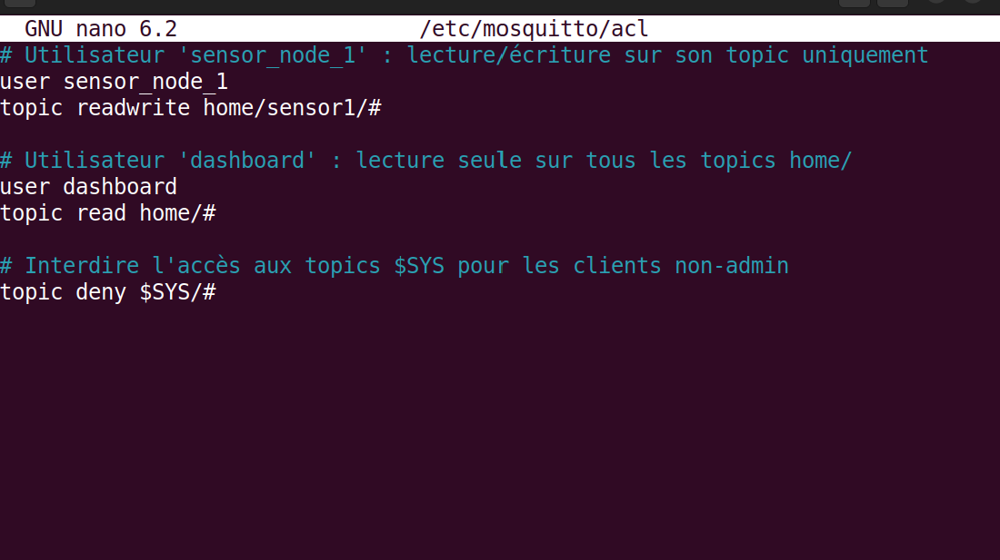 GNU nano 6.2 /etc/mosquitto/acl
# Utilisateur 'sensor_node_1' : lecture/écriture sur son topic uniquement
user sensor_node_1
topic readwrite home/sensor1/#
# Utilisateur 'dashboard' : lecture seule sur tous les topics home/
user dashboard
topic read home/#
# Interdire l'accès aux topics $SYS pour les clients non-admin
topic deny $SYS/#